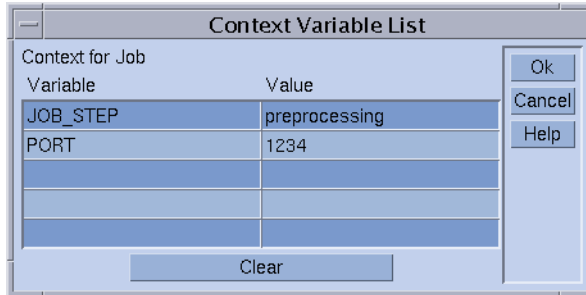 Context Variable List
Context for Job
Variable Value
JOB_STEP preprocessing
PORT 1234
Clear
Ok
Cancel
Help